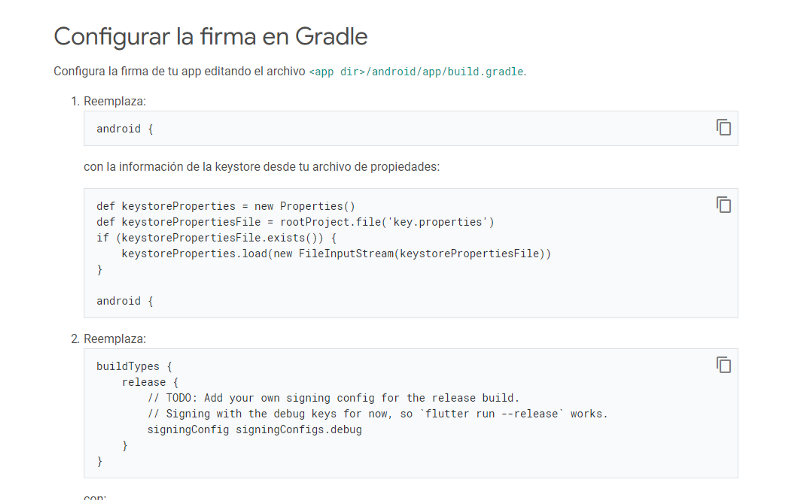 Configurar la firma en Gradle
Configura la firma de tu app editando el archivo <app dir>/android/app/build.gradle.
1. Reemplaza:
android {
con la información de la keystore desde tu archivo de propiedades:
def keystoreProperties = new Properties()
def keystorePropertiesFile = rootProject.file('key.properties')
if (keystorePropertiesFile.exists()) {
    keystoreProperties.load(new FileInputStream(keystorePropertiesFile))
}
android {
2. Reemplaza:
buildTypes {
    release {
        // TODO: Add your own signing config for the release build.
        // Signing with the debug keys for now, so `flutter run --release` works.
        signingConfig signingConfigs.debug
    }
}
con: